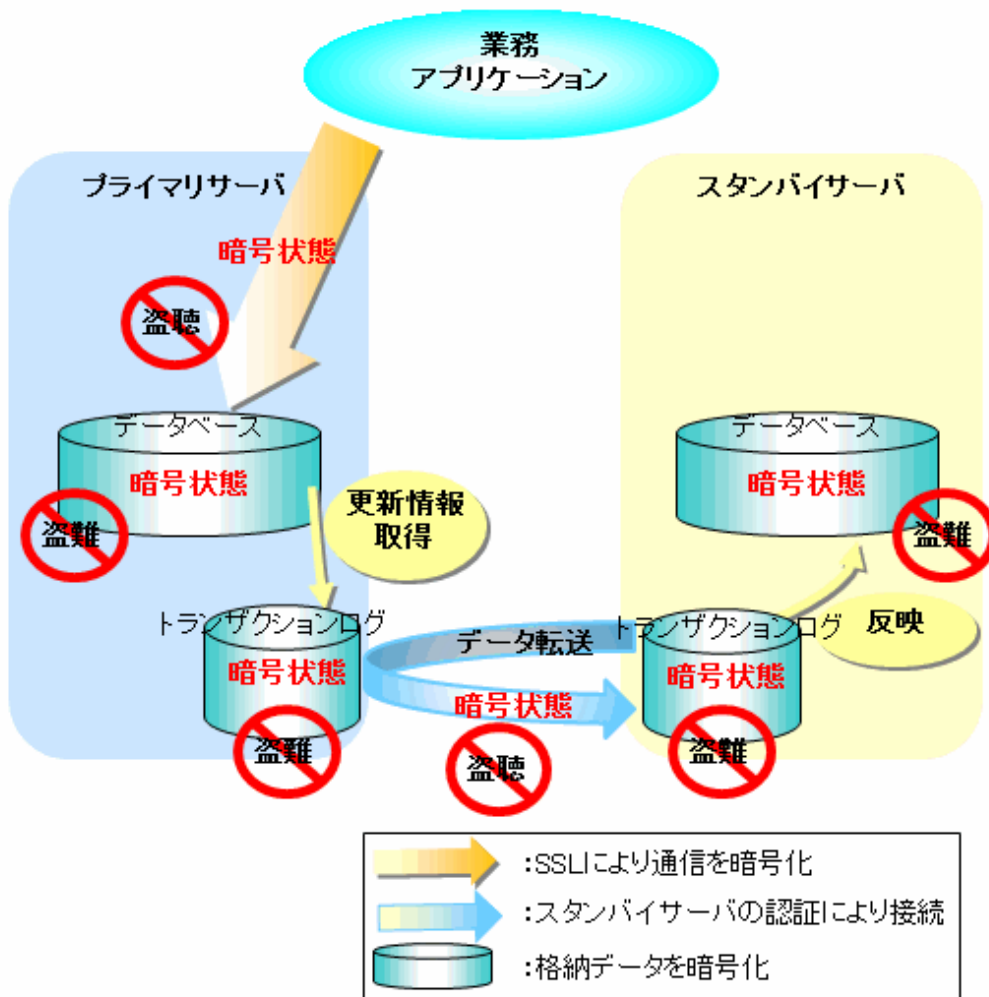 業務
アプリケーション
プライマリサーバ
スタンバイサーバ
暗号状態
盗聴
データベース
暗号状態
盗難
データベース
暗号状態
盗難
更新情報
取得
トランザクションログ
暗号状態
盗難
データ転送
暗号状態
盗聴
トランザクションログ
暗号状態
盗難
反映
:SSLにより通信を暗号化
:スタンバイサーバの認証により接続
:格納データを暗号化